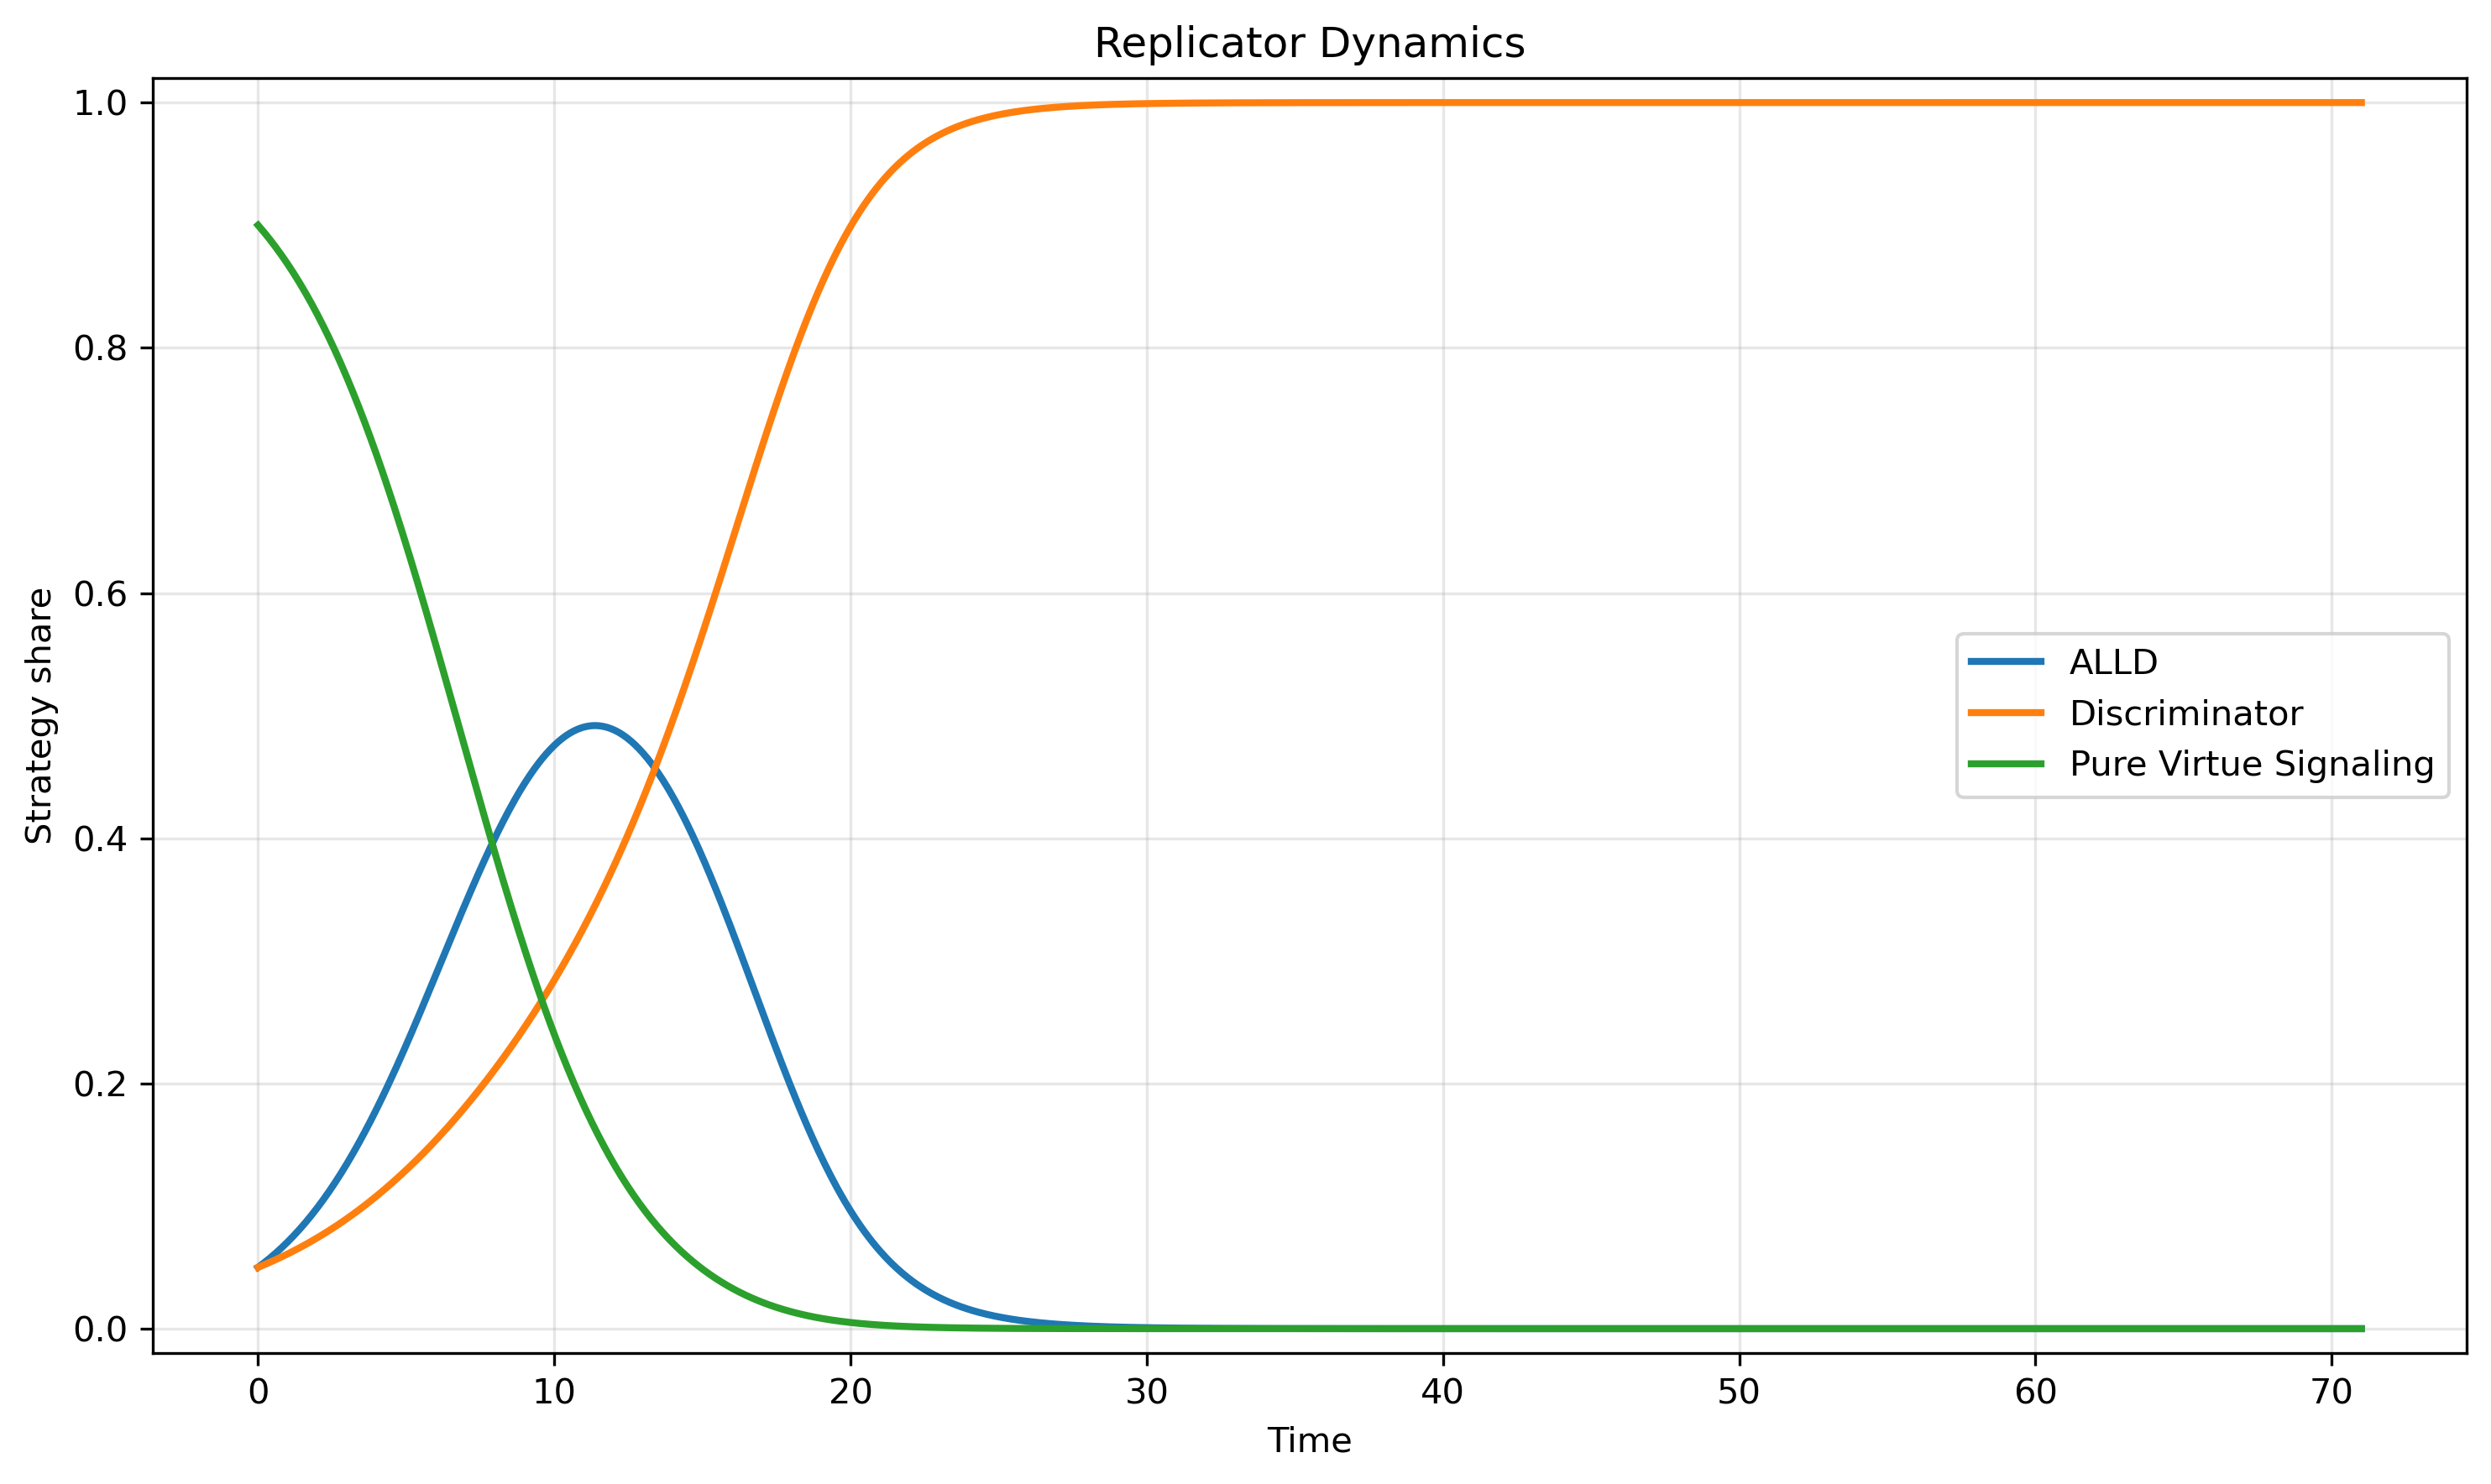 Replicator Dynamics
Strategy share
1.0
0.8
0.6
0.4
0.2
0.0
ALLD
Discriminator
Pure Virtue Signaling
0 10 20 30 40 50 60 70
Time